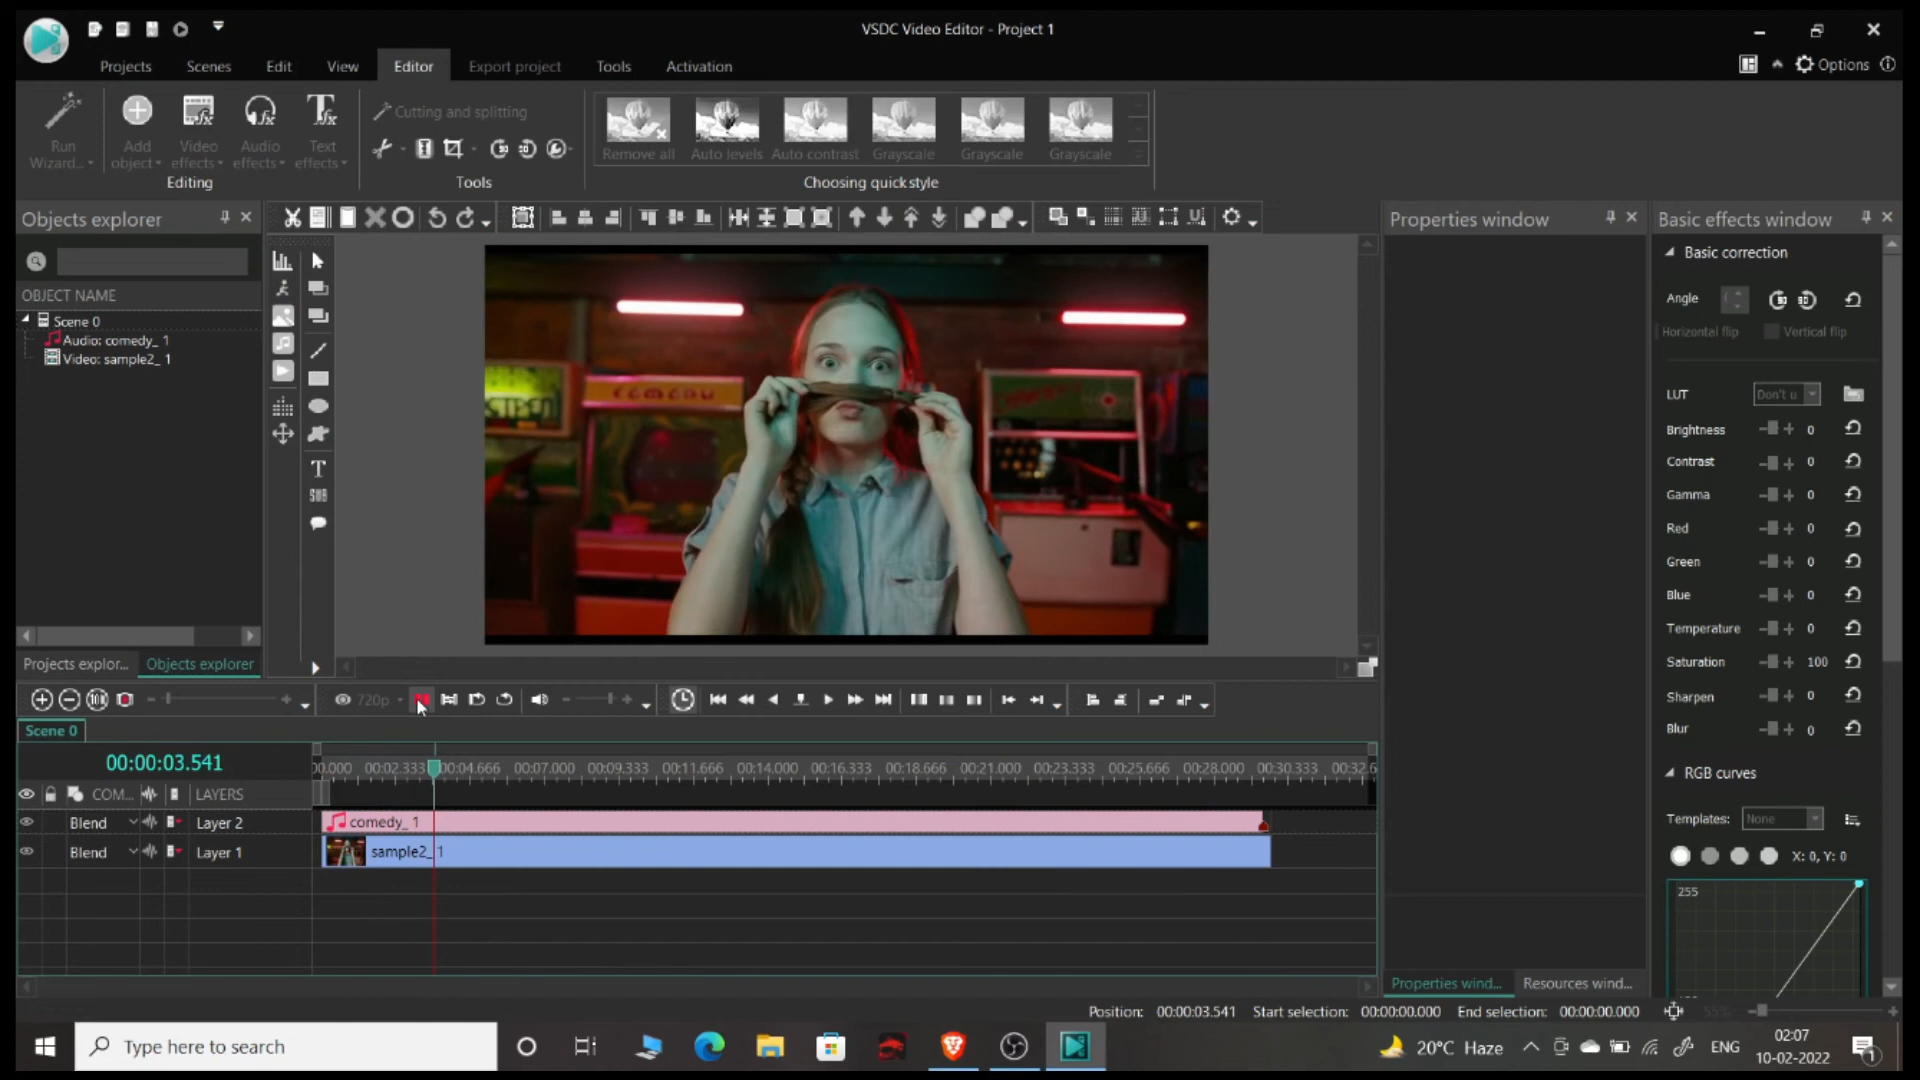 VSDC Video Editor - Project 1
Projects Scenes Edit View Editor Export project Tools Activation
Options
Run Wizard...
Add object
Video effects
Audio effects
Text effects
Editing
Cutting and splitting
Tools
Remove all Auto levels Auto contrast Grayscale Grayscale Grayscale
Choosing quick style
Objects explorer
OBJECT NAME
Scene 0
Audio: comedy_ 1
Video: sample2_ 1
Projects explor... Objects explorer
T
SUB
Properties window
Basic effects window
Basic correction
Angle
Horizontal flip Vertical flip
LUT Don't u
Brightness 0
Contrast 0
Gamma 0
Red 0
Green 0
Blue 0
Temperature 0
Saturation 100
Sharpen 0
Blur 0
RGB curves
Templates: None
X: 0, Y: 0
255
720p
Scene 0
00:00:03.541
00.000 00:02.333 00:04.666 00:07.000 00:09.333 00:11.666 00:14.000 00:16.333 00:18.666 00:21.000 00:23.333 00:25.666 00:28.000 00:30.333 00:32.6
COM... LAYERS
Blend Layer 2
comedy_ 1
Blend Layer 1
sample2_ 1
Properties wind... Resources wind...
Position: 00:00:03.541 Start selection: 00:00:00.000 End selection: 00:00:00.000 55%
Type here to search
20°C Haze
ENG
02:07
10-02-2022
1